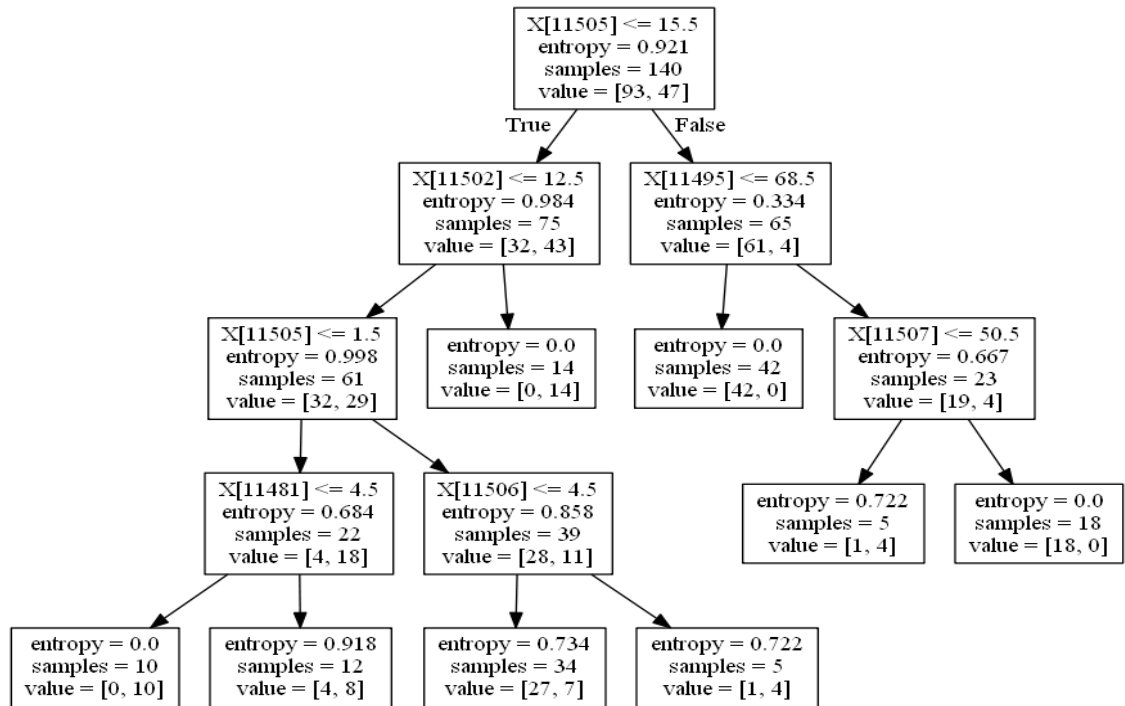 X[11505] <= 15.5
entropy = 0.921
samples = 140
value = [93, 47]
True
False
X[11502] <= 12.5
entropy = 0.984
samples = 75
value = [32, 43]
X[11495] <= 68.5
entropy = 0.334
samples = 65
value = [61, 4]
X[11505] <= 1.5
entropy = 0.998
samples = 61
value = [32, 29]
entropy = 0.0
samples = 14
value = [0, 14]
entropy = 0.0
samples = 42
value = [42, 0]
X[11507] <= 50.5
entropy = 0.667
samples = 23
value = [19, 4]
X[11481] <= 4.5
entropy = 0.684
samples = 22
value = [4, 18]
X[11506] <= 4.5
entropy = 0.858
samples = 39
value = [28, 11]
entropy = 0.722
samples = 5
value = [1, 4]
entropy = 0.0
samples = 18
value = [18, 0]
entropy = 0.0
samples = 10
value = [0, 10]
entropy = 0.918
samples = 12
value = [4, 8]
entropy = 0.734
samples = 34
value = [27, 7]
entropy = 0.722
samples = 5
value = [1, 4]